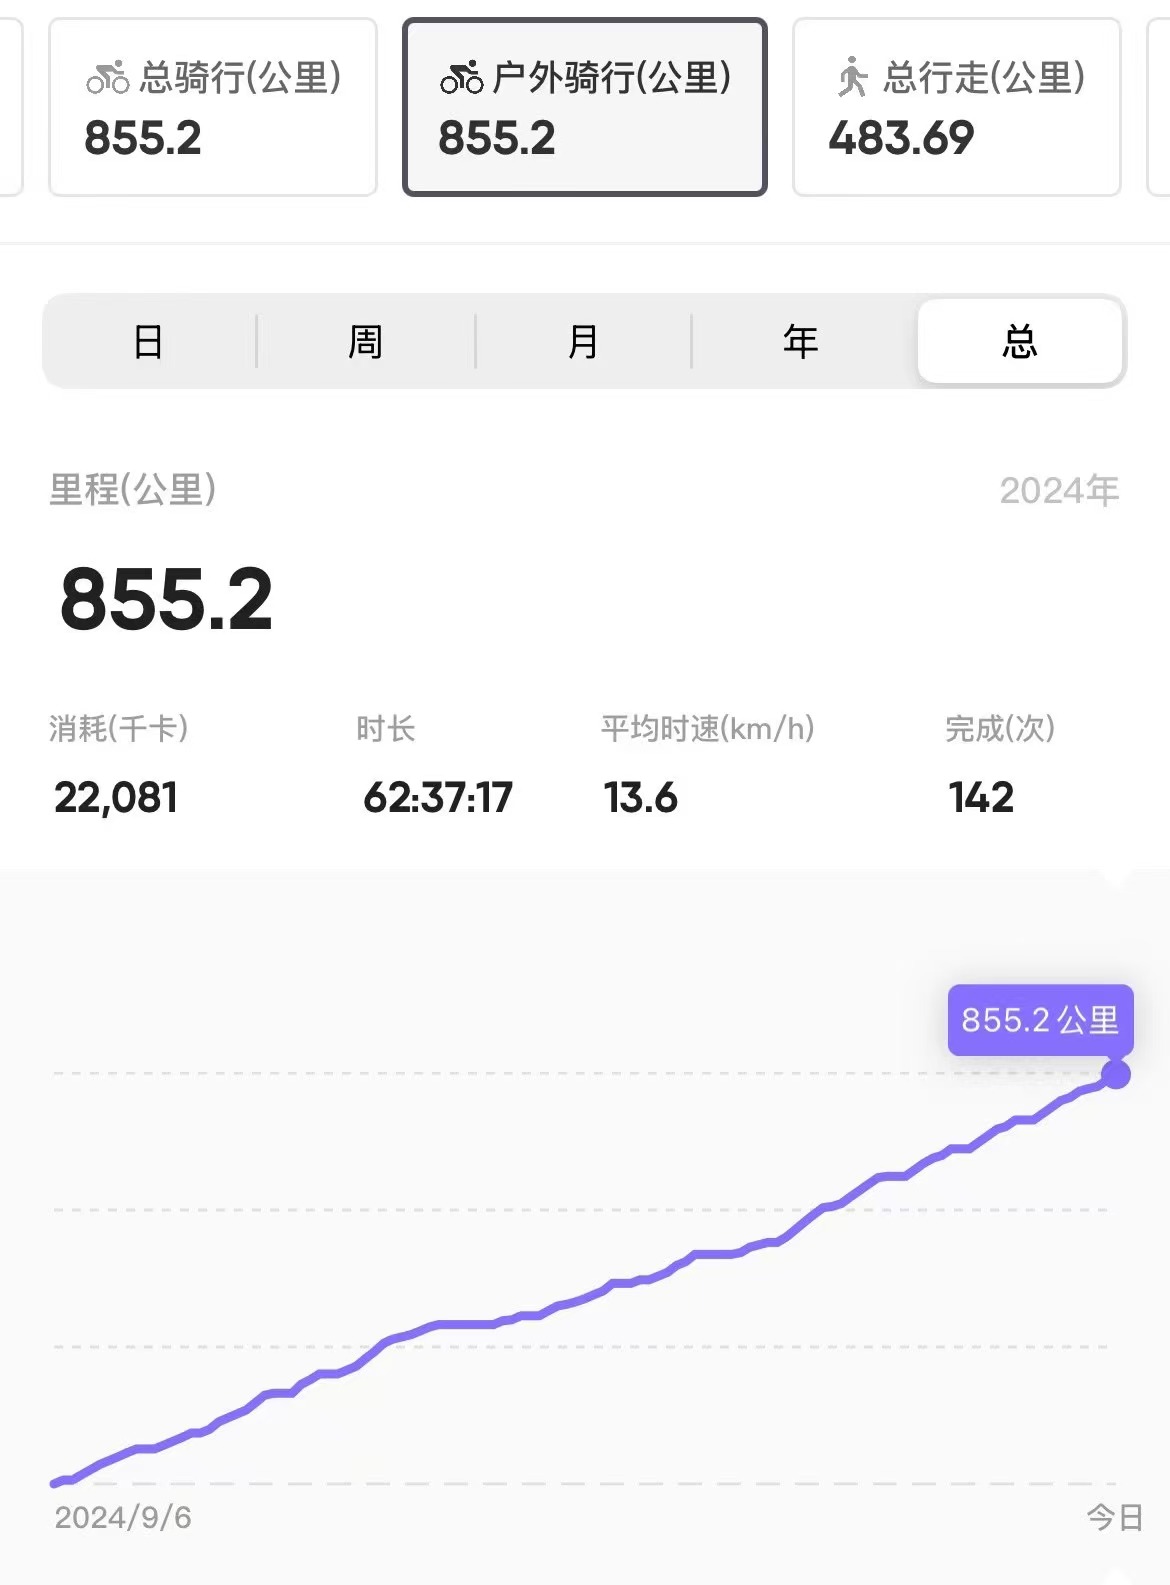 总骑行(公里)
855.2
户外骑行(公里)
855.2
总行走(公里)
483.69
日
周
月
年
总
里程(公里)
2024年
855.2
消耗(千卡)
时长
平均时速(km/h)
完成(次)
22,081
62:37:17
13.6
142
855.2公里
2024/9/6
今日